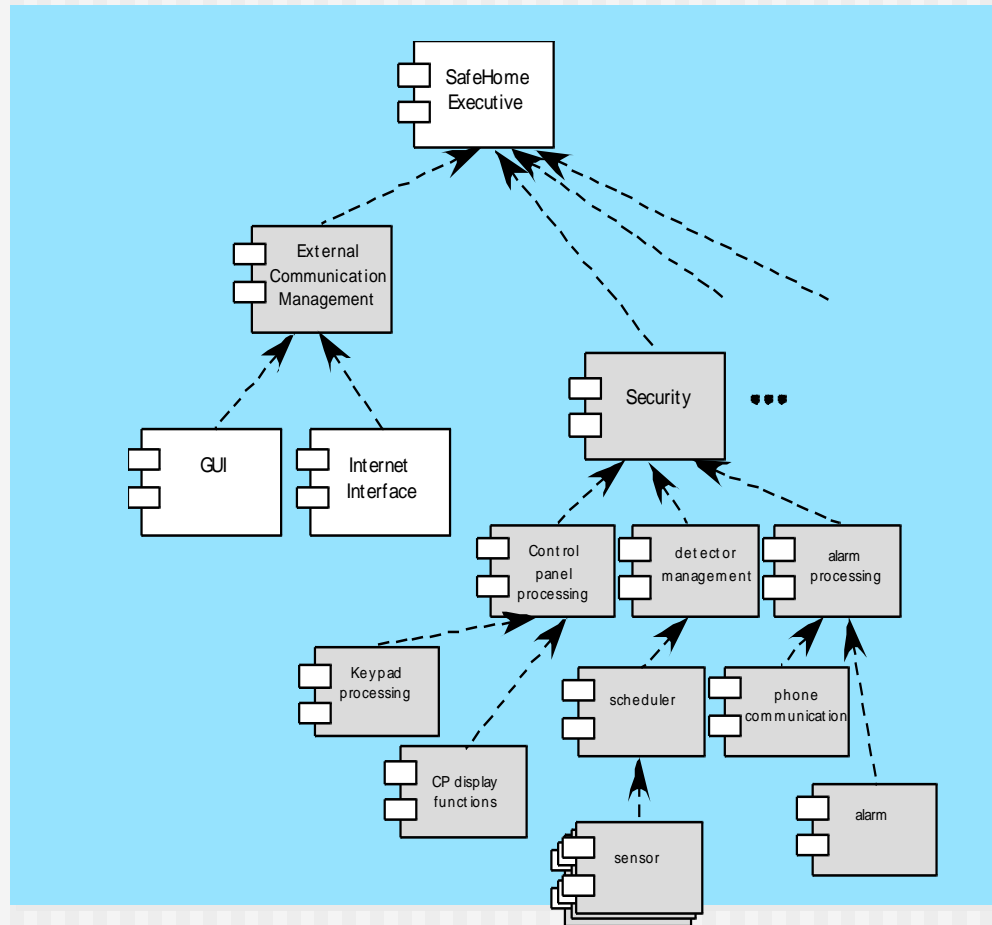 SafeHome
Executive
External
Communication
Management
Security
GUI
Internet
Interface
Control
panel
processing
detector
management
alarm
processing
Keypad
processing
scheduler
phone
communication
CP display
functions
alarm
sensor